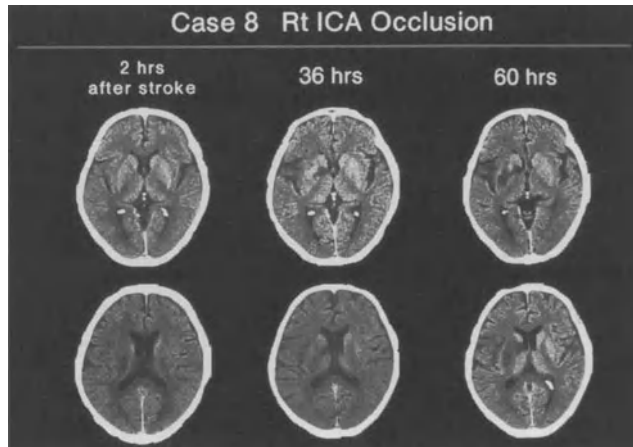 Case 8 Rt ICA Occlusion
2 hrs
after stroke
36 hrs
60 hrs